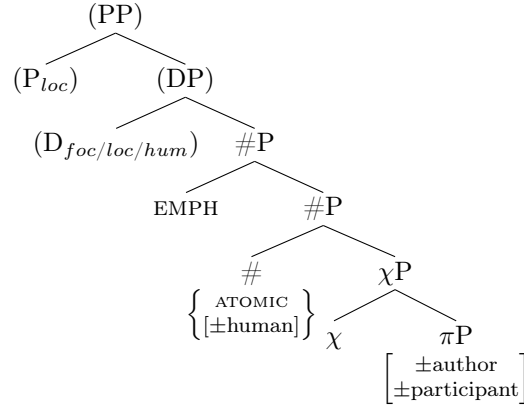 (PP)
(P_loc) (DP)
(D_foc/loc/hum) #P
EMPH #P
# χP
{ATOMIC [±human]} χ πP
[±author ±participant]